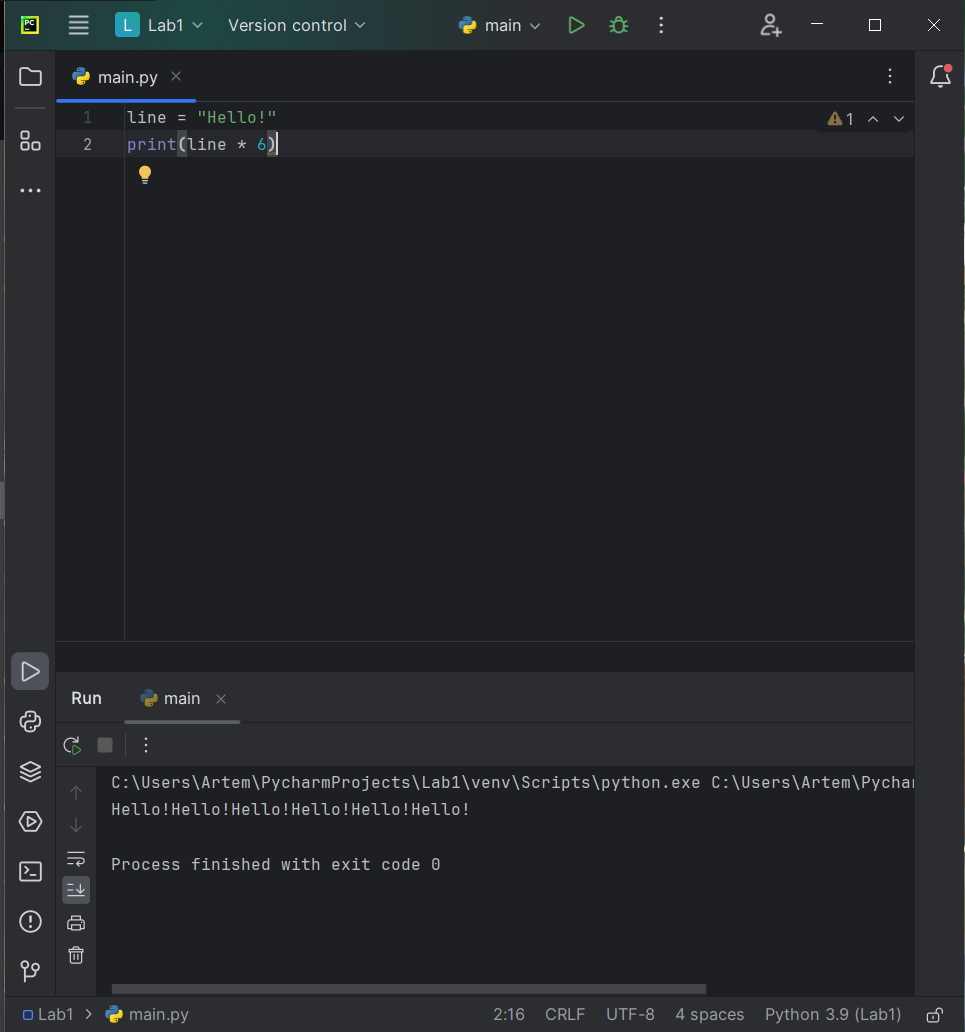 PC L Lab1 Version control main
main.py
1 line = "Hello!" 1
2 print(line * 6)
Run main
C:\Users\Artem\PycharmProjects\Lab1\venv\Scripts\python.exe C:\Users\Artem\Pychar
Hello!Hello!Hello!Hello!Hello!Hello!
Process finished with exit code 0
Lab1 main.py 2:16 CRLF UTF-8 4 spaces Python 3.9 (Lab1)